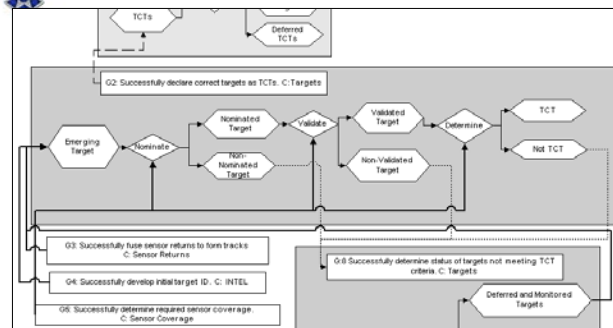 TCTs
Deferred
TCTs
G2: Successfully declare correct targets as TCTs. C:Targets
Emerging
Target
Nominate
Nominated
Target
Non-
Nominated
Target
Validate
Validated
Target
Non-Validated
Target
Determine
TCT
Not TCT
G3: Successfully fuse sensor returns to form tracks
C: Sensor Returns
G4: Successfully develop initial target ID. C: INTEL
G5: Successfully determine required sensor coverage.
C: Sensor Coverage
G:8 Successfully determine status of targets not meeting TCT
criteria. C: Targets
Deferred and Monitored
Targets